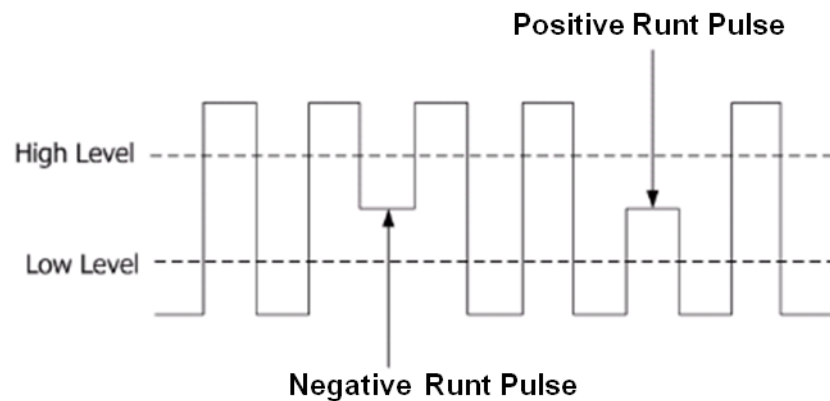 Positive Runt Pulse
High Level
Low Level
Negative Runt Pulse